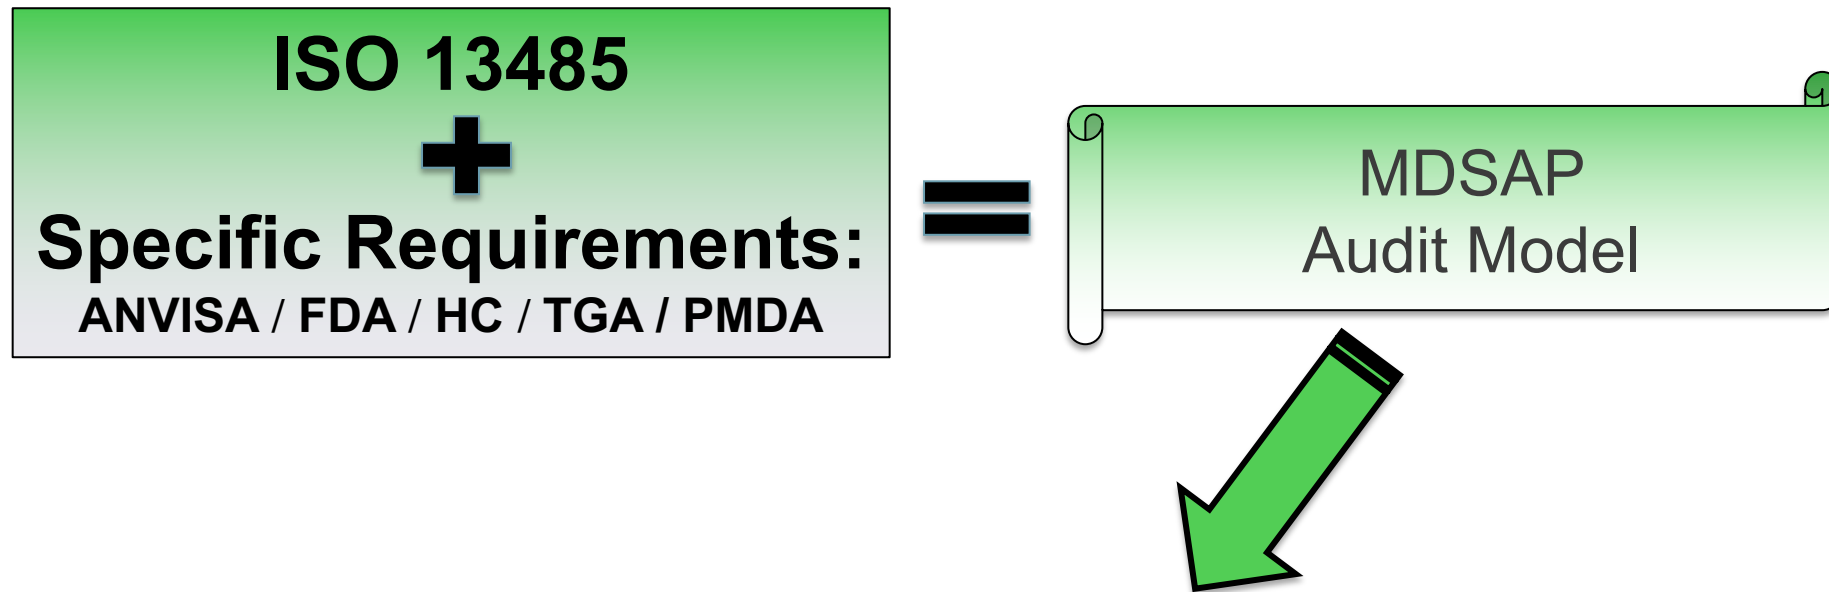 ISO 13485
Specific Requirements:
ANVISA / FDA / HC / TGA / PMDA
MDSAP
Audit Model